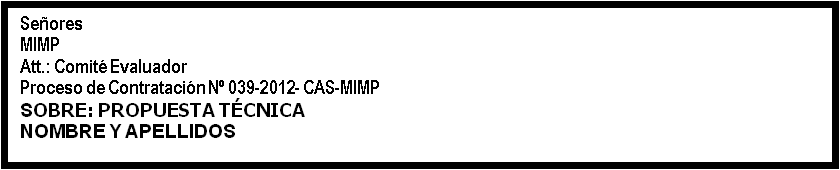 Señores
MIMP
Att.: Comité Evaluador
Proceso de Contratación Nº 039-2012- CAS-MIMP
SOBRE: PROPUESTA TÉCNICA
NOMBRE Y APELLIDOS